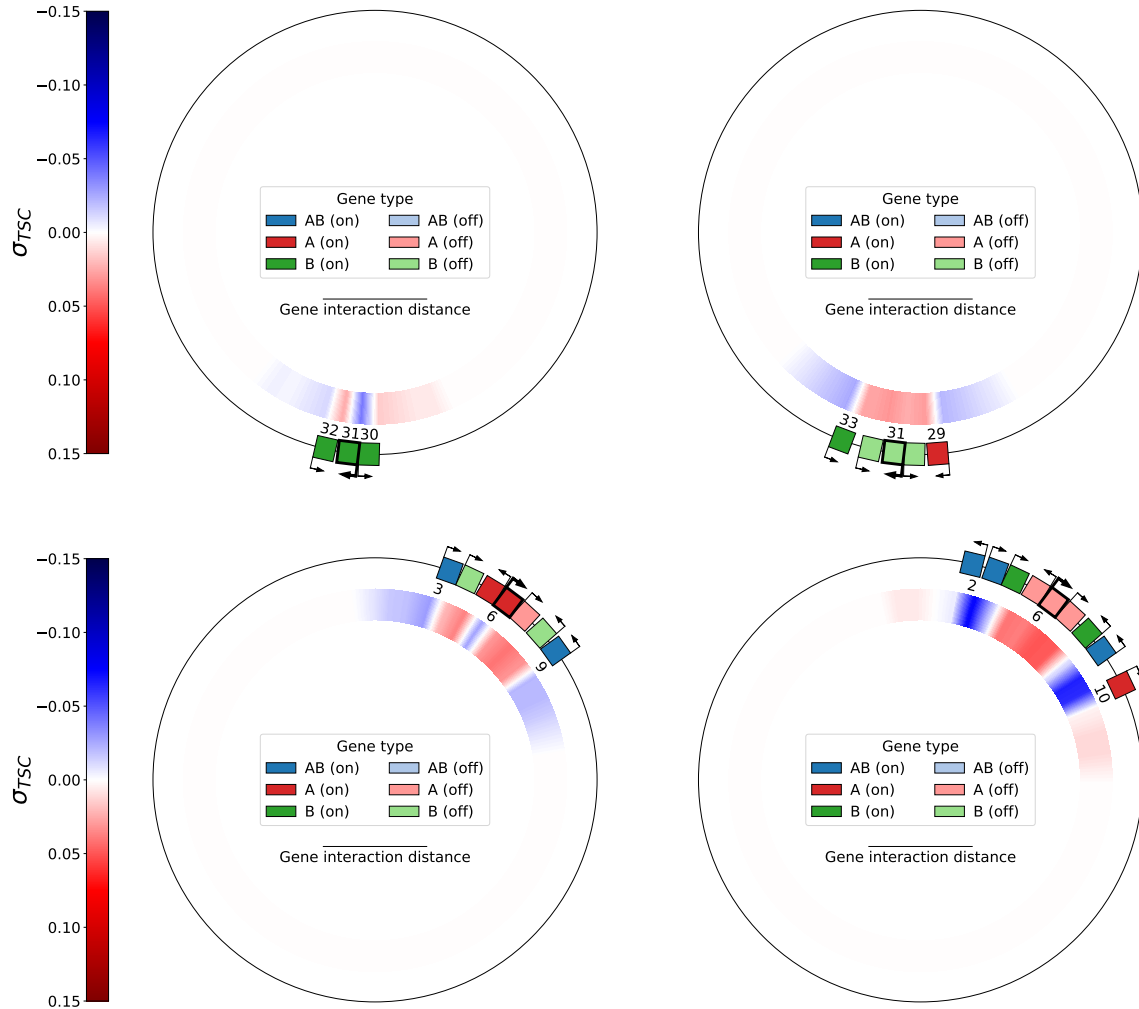 σTSC
−0.15
−0.10
−0.05
0.00
0.05
0.10
0.15
Gene type
AB (on) AB (off)
A (on) A (off)
B (on) B (off)
Gene interaction distance
32 31 30
Gene type
AB (on) AB (off)
A (on) A (off)
B (on) B (off)
Gene interaction distance
33 31 29
σTSC
−0.15
−0.10
−0.05
0.00
0.05
0.10
0.15
3 6 9
Gene type
AB (on) AB (off)
A (on) A (off)
B (on) B (off)
Gene interaction distance
2 6 10
Gene type
AB (on) AB (off)
A (on) A (off)
B (on) B (off)
Gene interaction distance